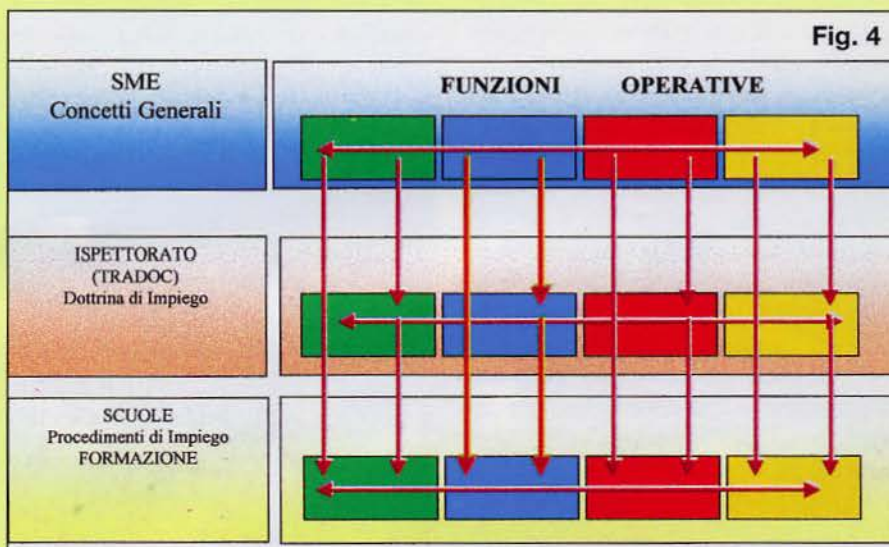 Fig. 4
SME
Concetti Generali
FUNZIONI OPERATIVE
ISPETTORATO
(TRADOC)
Dottrina di Impiego
SCUOLE
Procedimenti di Impiego
FORMAZIONE